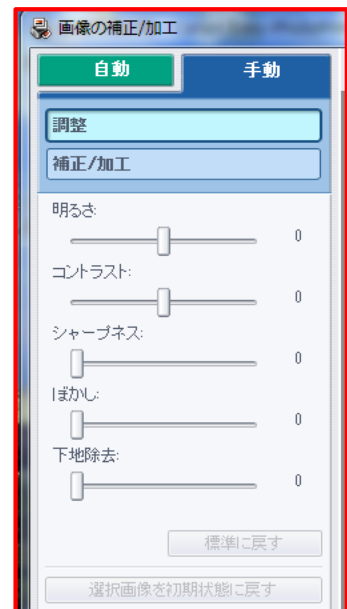 画像の補正/加工
自動 手動
調整
補正/加工
明るさ:
0
コントラスト:
0
シャープネス:
0
ぼかし:
0
下地除去:
0
標準に戻す
選択画像を初期状態に戻す